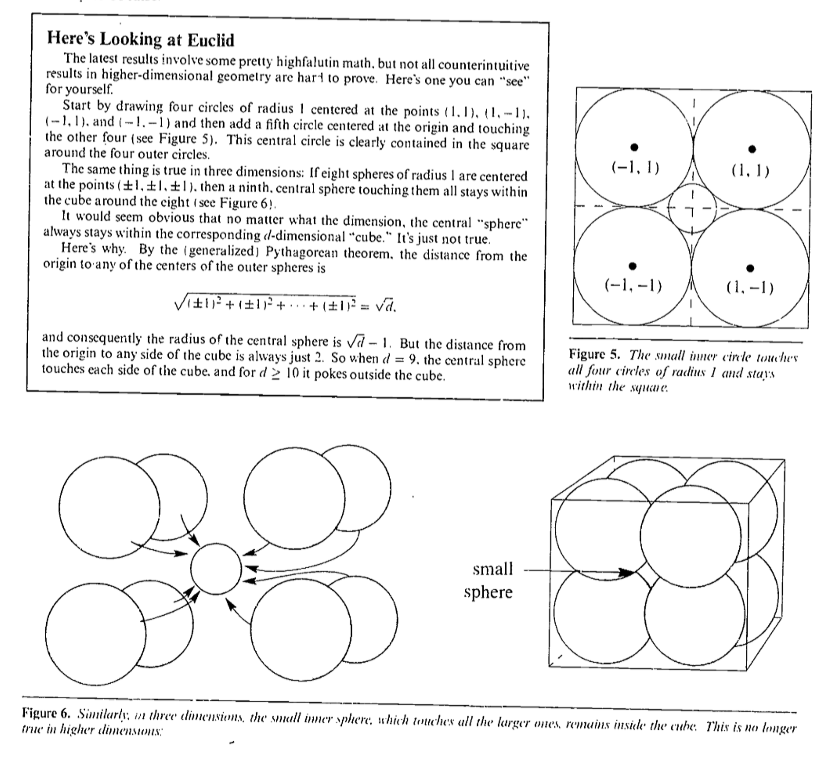 Here's Looking at Euclid
The latest results involve some pretty highfalutin math, but not all counterintuitive
results in higher-dimensional geometry are hard to prove. Here's one you can "see"
for yourself.
Start by drawing four circles of radius 1 centered at the points (1, 1), (1, −1),
(−1, 1), and (−1, −1) and then add a fifth circle centered at the origin and touching
the other four (see Figure 5). This central circle is clearly contained in the square
around the four outer circles.
The same thing is true in three dimensions: If eight spheres of radius 1 are centered
at the points (±1, ±1, ±1), then a ninth, central sphere touching them all stays within
the cube around the eight (see Figure 6).
It would seem obvious that no matter what the dimension, the central "sphere"
always stays within the corresponding d-dimensional "cube." It's just not true.
Here's why. By the (generalized) Pythagorean theorem, the distance from the
origin to any of the centers of the outer spheres is
√(±1)² + (±1)² + · · · + (±1)² = √d,
and consequently the radius of the central sphere is √d − 1. But the distance from
the origin to any side of the cube is always just 2. So when d = 9, the central sphere
touches each side of the cube, and for d ≥ 10 it pokes outside the cube.
(−1, 1)
(1, 1)
(−1, −1)
(1, −1)
Figure 5. The small inner circle touches
all four circles of radius 1 and stays
within the square.
small
sphere
Figure 6. Similarly, in three dimensions, the small inner sphere, which touches all the larger ones, remains inside the cube. This is no longer
true in higher dimensions.